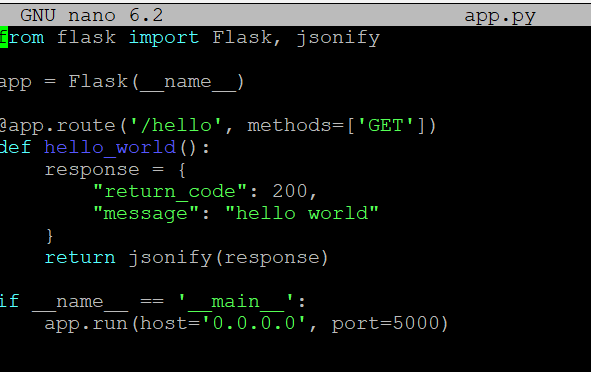 GNU nano 6.2 app.py
from flask import Flask, jsonify
app = Flask(__name__)
@app.route('/hello', methods=['GET'])
def hello_world():
    response = {
        "return_code": 200,
        "message": "hello world"
    }
    return jsonify(response)
if __name__ == '__main__':
    app.run(host='0.0.0.0', port=5000)